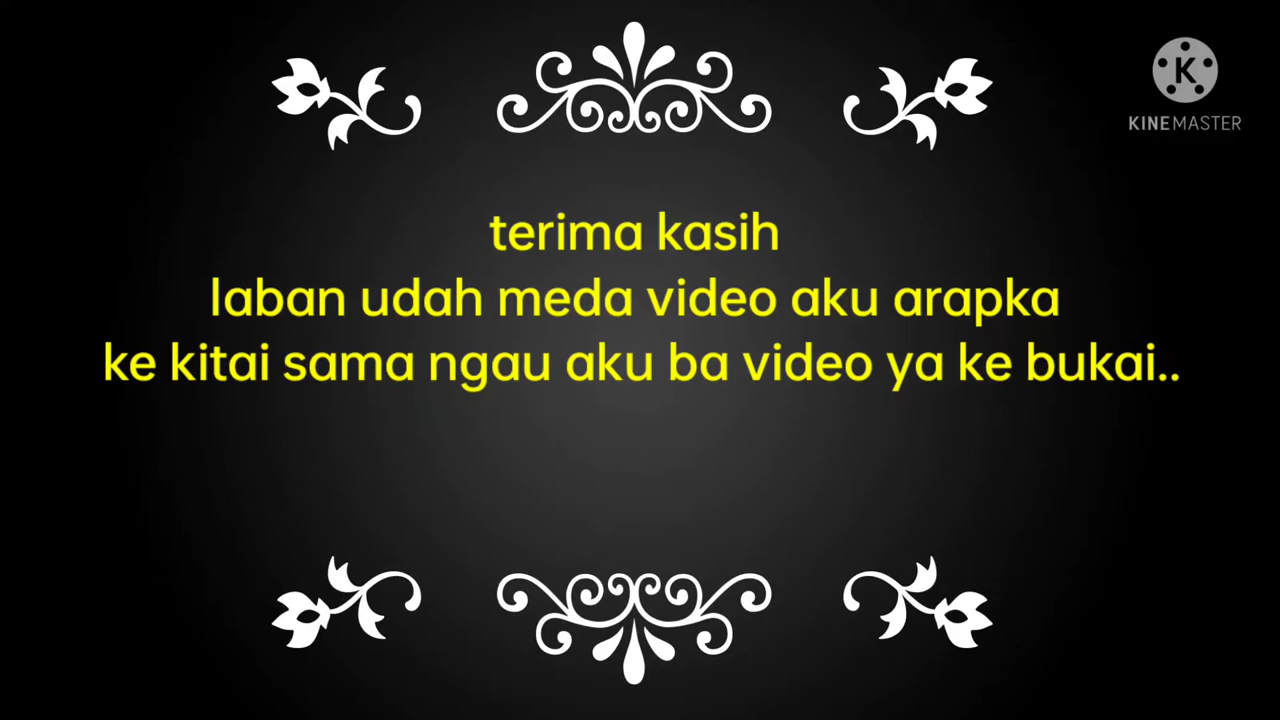 KINEMASTER
terima kasih
laban udah meda video aku arapka
ke kitai sama ngau aku ba video ya ke bukai..